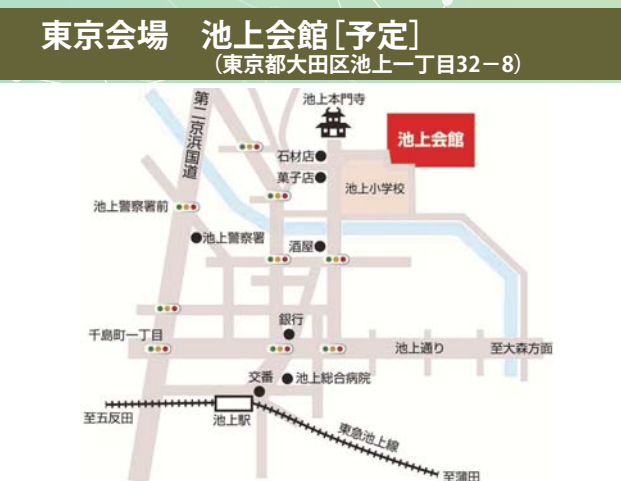 東京会場　池上会館［予定］
（東京都大田区池上一丁目32－8）
第二京浜国道
池上本門寺
池上会館
石材店
菓子店
池上小学校
池上警察署前
池上警察署
酒屋
銀行
千鳥町一丁目
池上通り
至大森方面
交番
池上総合病院
至五反田
池上駅
東急池上線
至蒲田